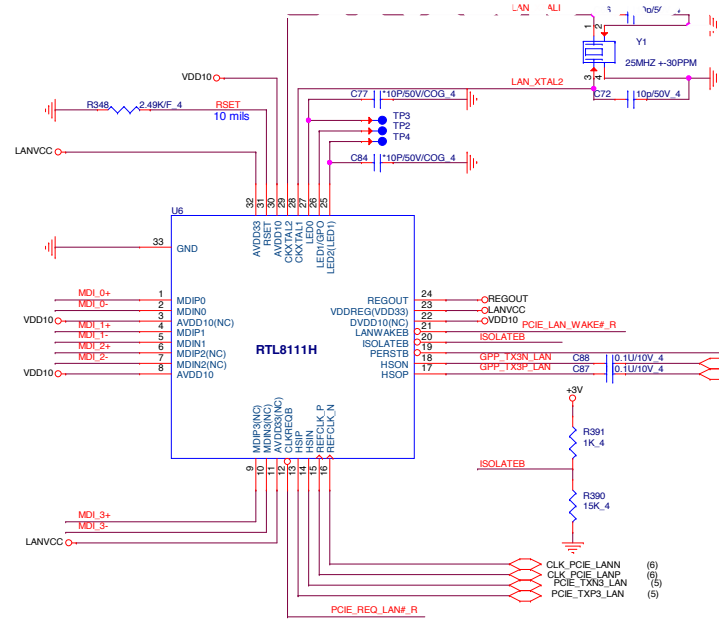 Y1
25MHZ +-30PPM
1
2
3
4
VDD10
LAN_XTAL2
C72
10p/50V_4
C77
*10P/50V/COG_4
R348
2.49K/F_4
RSET
10 mils
TP3
TP2
TP4
LANVCC
C84
*10P/50V/COG_4
32
31
30
29
28
27
26
25
U6
AVDD33
RSET
AVDD10
CKXTAL2
CKXTAL1
LED0
LED1/GPO
LED2(LED1)
33
GND
MDI_0+
1
MDIP0
MDI_0-
2
MDIN0
VDD10
3
AVDD10(NC)
MDI_1+
4
MDIP1
MDI_1-
5
MDIN1
MDI_2+
6
MDIP2(NC)
MDI_2-
7
MDIN2(NC)
VDD10
8
AVDD10
RTL8111H
REGOUT
24
REGOUT
VDDREG(VDD33)
23
LANVCC
DVDD10(NC)
22
VDD10
LANWAKEB
21
PCIE_LAN_WAKE#_R
ISOLATEB
20
ISOLATEB
PERSTB
19
HSON
18
GPP_TX3N_LAN
C88
0.1U/10V_4
HSOP
17
GPP_TX3P_LAN
C87
0.1U/10V_4
+3V
R391
1K_4
ISOLATEB
R390
15K_4
MDIP3(NC)
MDIN3(NC)
AVDD33(NC)
CLKREQB
HSIP
HSIN
REFCLK_P
REFCLK_N
9
10
11
12
13
14
15
16
MDI_3+
MDI_3-
LANVCC
CLK_PCIE_LANN (6)
CLK_PCIE_LANP (6)
PCIE_TXN3_LAN (5)
PCIE_TXP3_LAN (5)
PCIE_REQ_LAN#_R